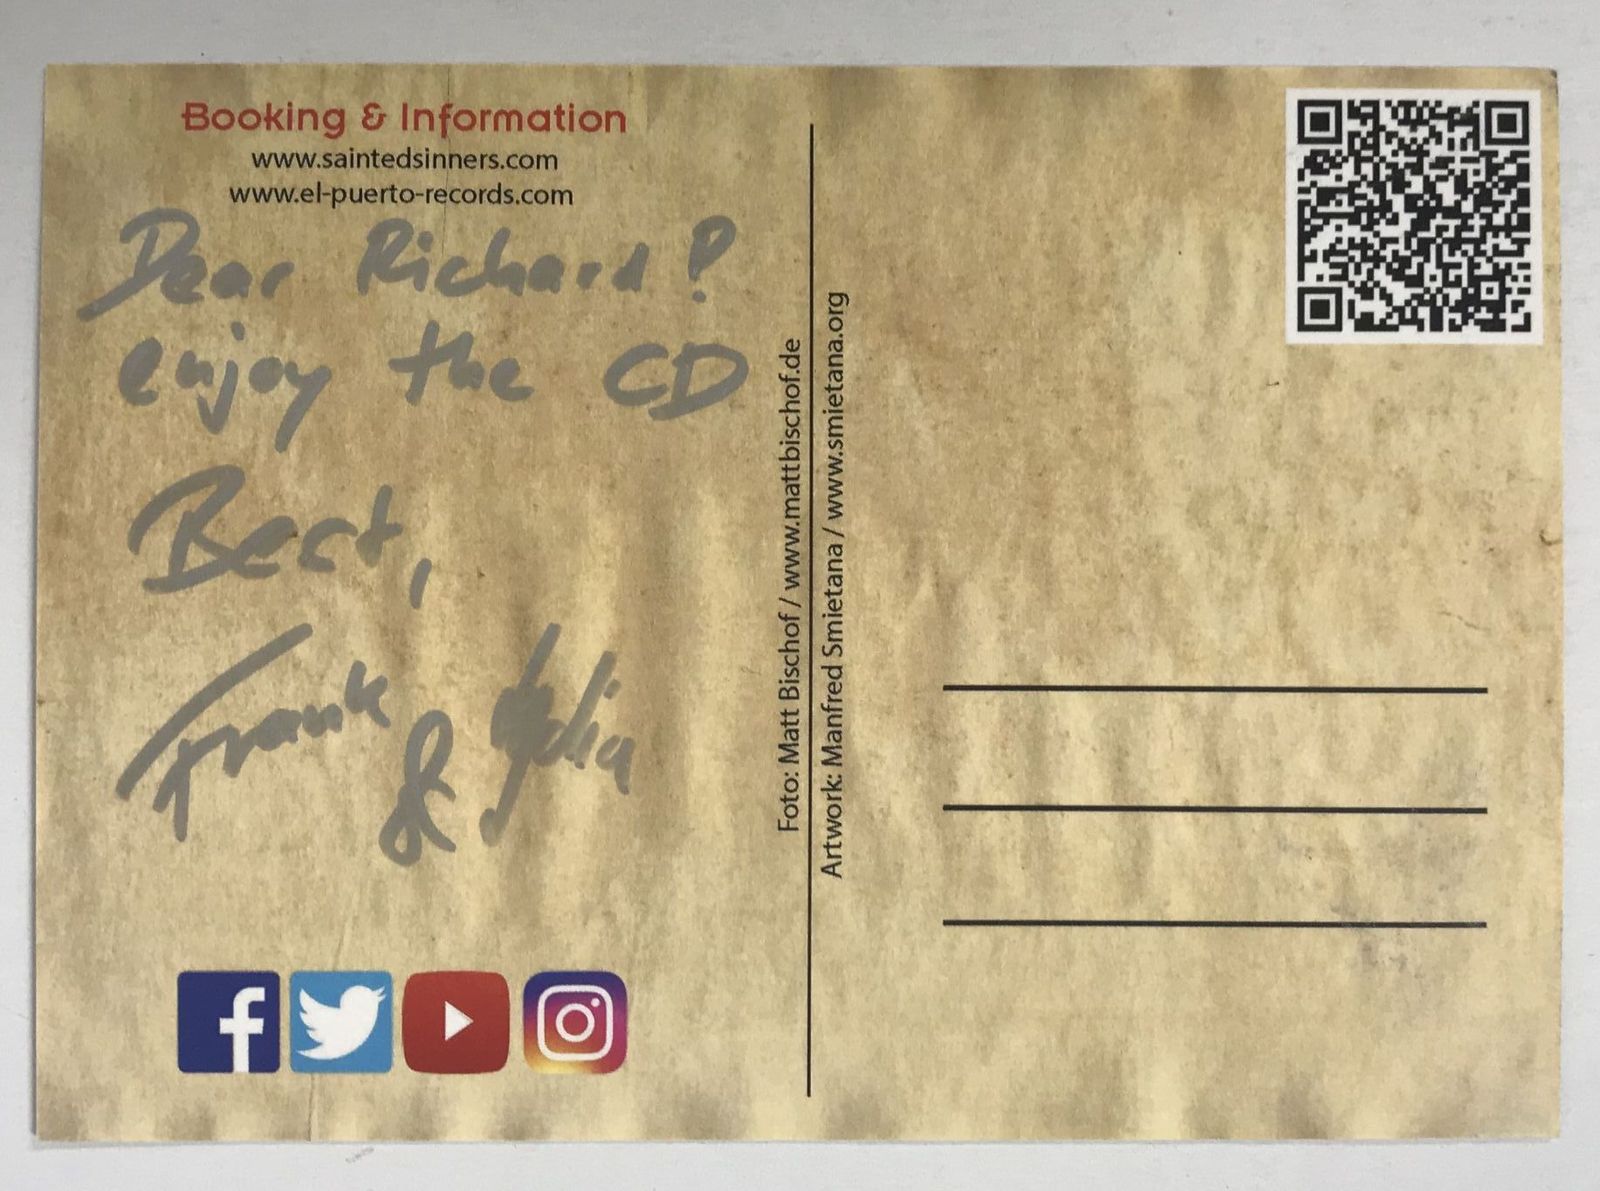 Booking & Information
www.saintedsinners.com
www.el-puerto-records.com
Dear Richard!
enjoy the CD
Best,
Frank
& Lydia
Foto: Matt Bischof / www.mattbischof.de
Artwork: Manfred Smietana / www.smietana.org